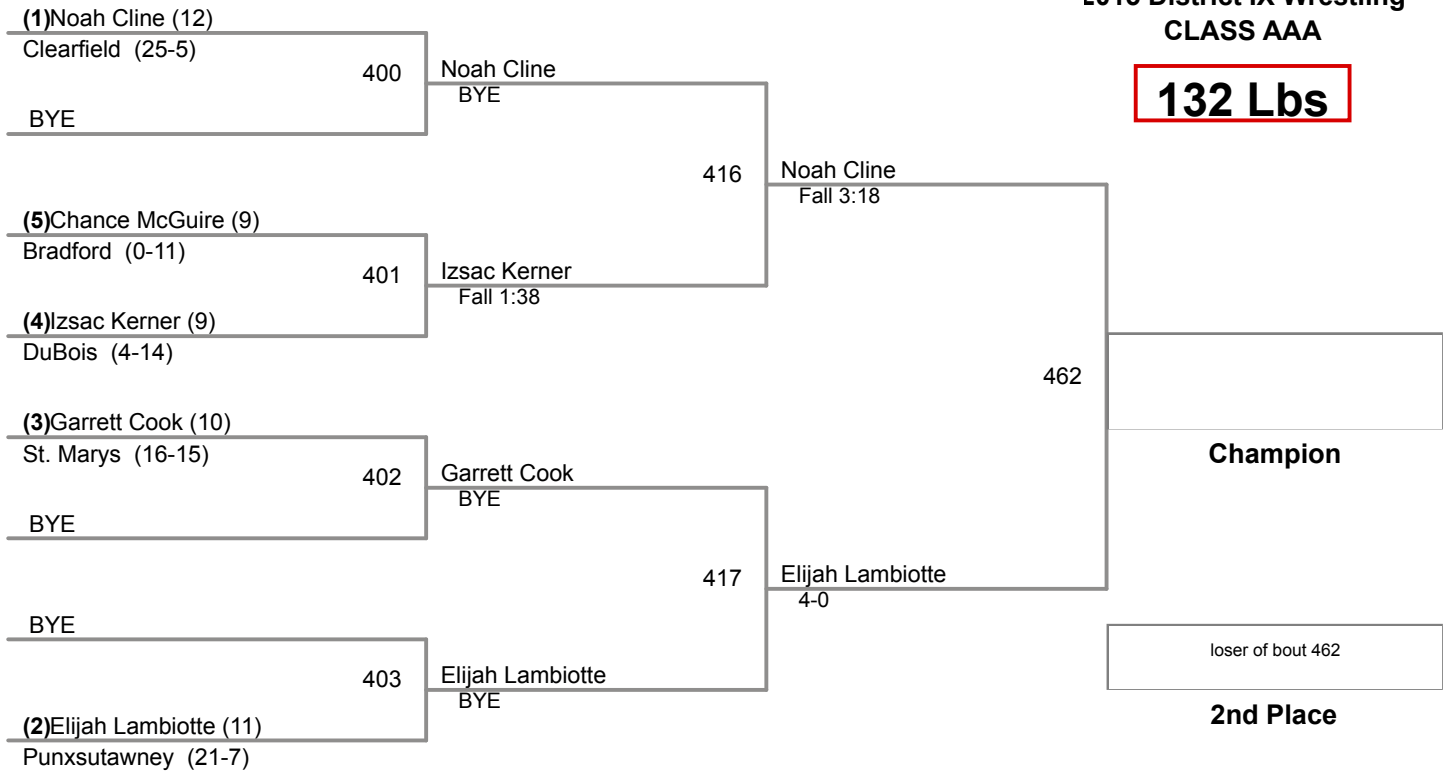 (1)Noah Cline (12)
Clearfield (25-5)
400
BYE
Noah Cline
BYE
416
(5)Chance McGuire (9)
Bradford (0-11)
401
(4)Izsac Kerner (9)
DuBois (4-14)
Izsac Kerner
Fall 1:38
Noah Cline
Fall 3:18
(3)Garrett Cook (10)
St. Marys (16-15)
402
BYE
Garrett Cook
BYE
417
BYE
403
(2)Elijah Lambiotte (11)
Punxsutawney (21-7)
Elijah Lambiotte
BYE
Elijah Lambiotte
4-0
462
District IX Wrestling
CLASS AAA
132 Lbs
Champion
loser of bout 462
2nd Place